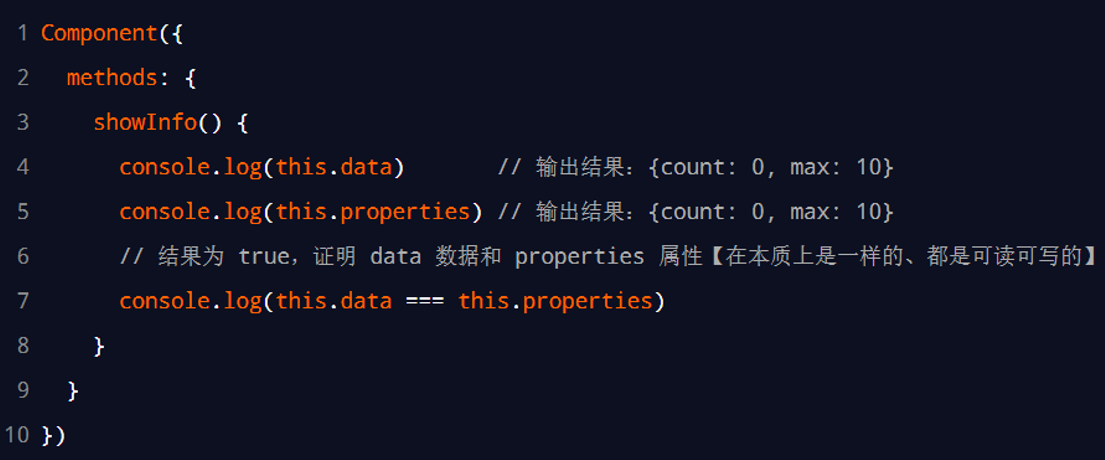 1 Component({
2   methods: {
3     showInfo() {
4       console.log(this.data)       // 输出结果：{count: 0, max: 10}
5       console.log(this.properties) // 输出结果：{count: 0, max: 10}
6       // 结果为 true，证明 data 数据和 properties 属性【在本质上是一样的、都是可读可写的】
7       console.log(this.data === this.properties)
8     }
9   }
10 })